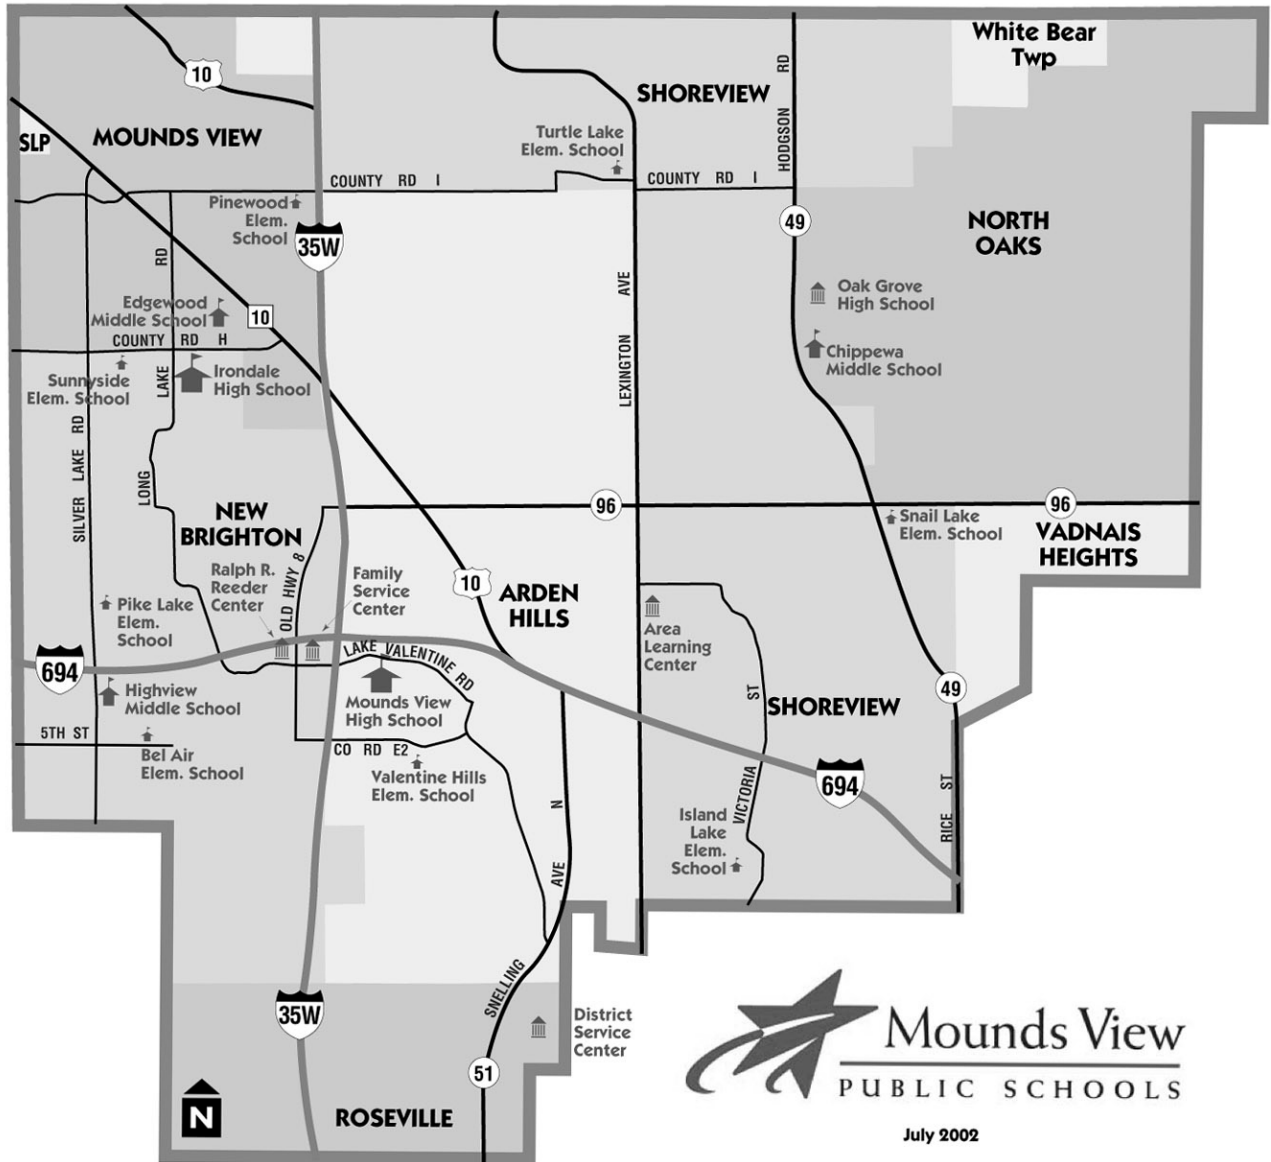 White Bear
Twp
10
SHOREVIEW
HODGSON RD
SLP
MOUNDS VIEW
Turtle Lake
Elem. School
COUNTY RD I
COUNTY RD I
Pinewood
Elem.
School
35W
49
NORTH
OAKS
RD
LEXINGTON AVE
Edgewood
Middle School
10
Oak Grove
High School
COUNTY RD H
Sunnyside
Elem. School
LAKE
Irondale
High School
Chippewa
Middle School
SILVER LAKE RD
LONG
NEW
BRIGHTON
96
96
Snail Lake
Elem. School
VADNAIS
HEIGHTS
Ralph R.
Reeder
Center
OLD HWY 8
Family
Service
Center
10
ARDEN
HILLS
Pike Lake
Elem.
School
Area
Learning
Center
694
LAKE VALENTINE RD
Highview
Middle School
Mounds View
High School
ST
SHOREVIEW
49
5TH ST
Bel Air
Elem. School
CO RD E2
Valentine Hills
Elem. School
694
N
AVE
VICTORIA
Island
Lake
Elem.
School
RICE ST
SNELLING
35W
District
Service
Center
51
N
ROSEVILLE
Mounds View
PUBLIC SCHOOLS
July 2002